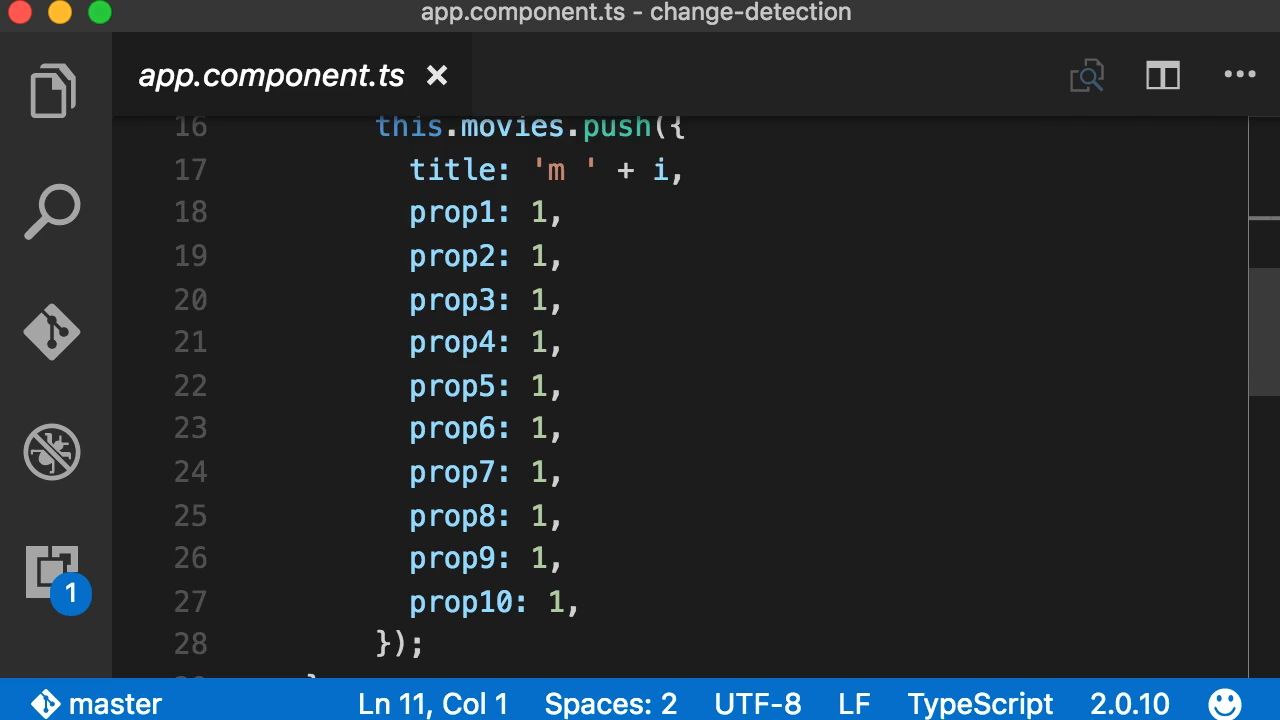 app.component.ts - change-detection
app.component.ts
16 this.movies.push({
17 title: 'm ' + i,
18 prop1: 1,
19 prop2: 1,
20 prop3: 1,
21 prop4: 1,
22 prop5: 1,
23 prop6: 1,
24 prop7: 1,
25 prop8: 1,
26 prop9: 1,
27 prop10: 1,
28 });
1
master Ln 11, Col 1 Spaces: 2 UTF-8 LF TypeScript 2.0.10